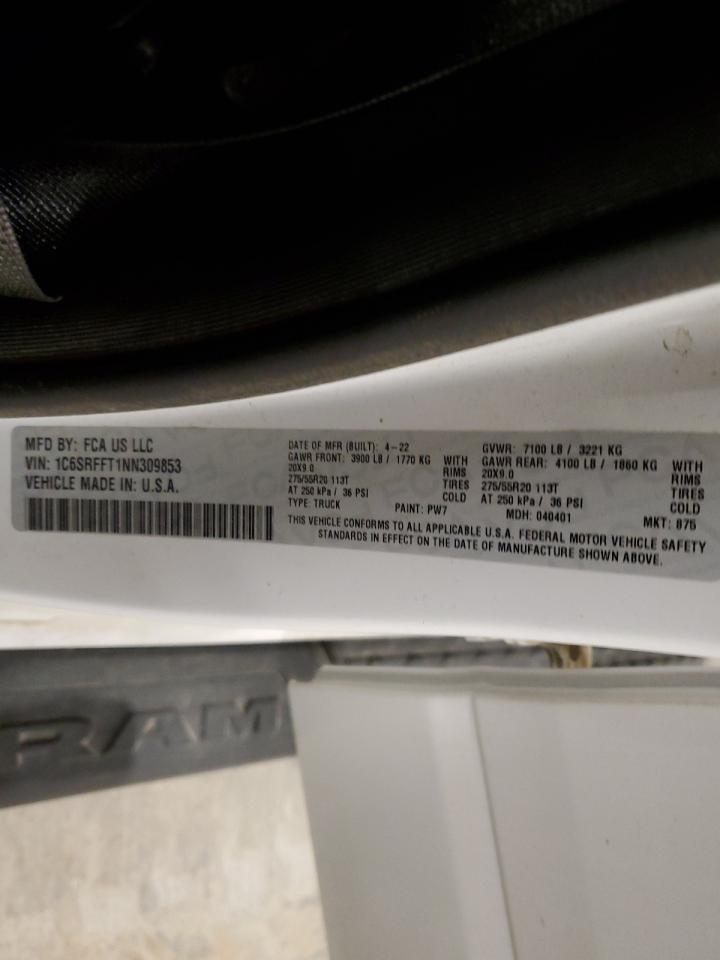 MFD BY: FCA US LLC
VIN: 1C6SRFFT1NN309853
VEHICLE MADE IN: U.S.A.
DATE OF MFR (BUILT): 4-22
GAWR FRONT: 3900 LB / 1770 KG WITH
20X9.0 RIMS
275/55R20 113T TIRES
AT 250 kPa / 36 PSI COLD
TYPE: TRUCK PAINT: PW7
GVWR: 7100 LB / 3221 KG
GAWR REAR: 4100 LB / 1860 KG WITH
20X9.0 RIMS
275/55R20 113T TIRES
AT 250 kPa / 36 PSI COLD
MDH: 040401 MKT: 875
THIS VEHICLE CONFORMS TO ALL APPLICABLE U.S.A. FEDERAL MOTOR VEHICLE SAFETY
STANDARDS IN EFFECT ON THE DATE OF MANUFACTURE SHOWN ABOVE.
RAM